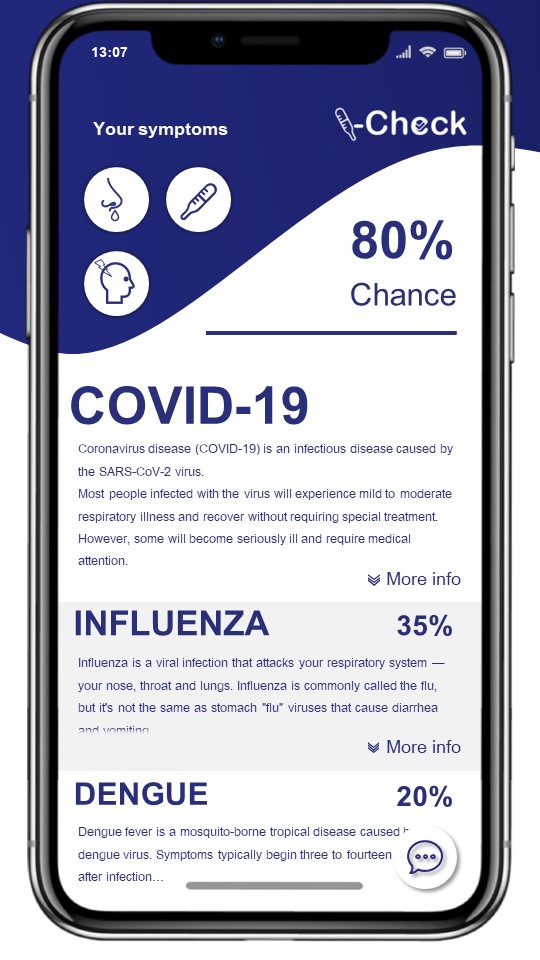 13:07
Your symptoms
-Check
80%
Chance
COVID-19
Coronavirus disease (COVID-19) is an infectious disease caused by
the SARS-CoV-2 virus.
Most people infected with the virus will experience mild to moderate
respiratory illness and recover without requiring special treatment.
However, some will become seriously ill and require medical
attention.
More info
INFLUENZA 35%
Influenza is a viral infection that attacks your respiratory system —
your nose, throat and lungs. Influenza is commonly called the flu,
but it's not the same as stomach "flu" viruses that cause diarrhea
and vomiting
More info
DENGUE 20%
Dengue fever is a mosquito-borne tropical disease caused
dengue virus. Symptoms typically begin three to fourteen
after infection...